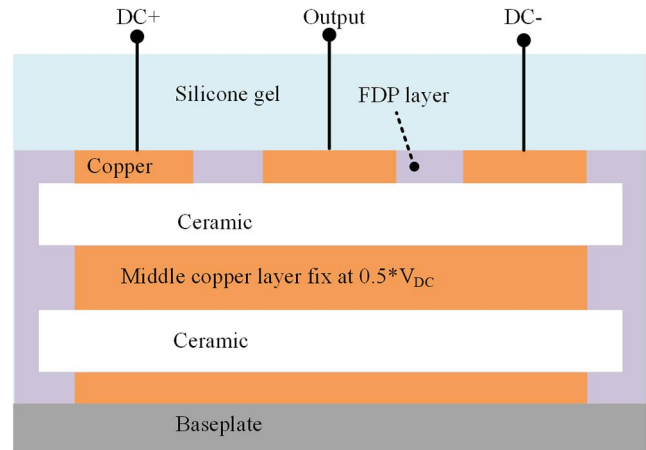 DC+ Output DC-
Silicone gel FDP layer
Copper
Ceramic
Middle copper layer fix at 0.5*VDC
Ceramic
Baseplate